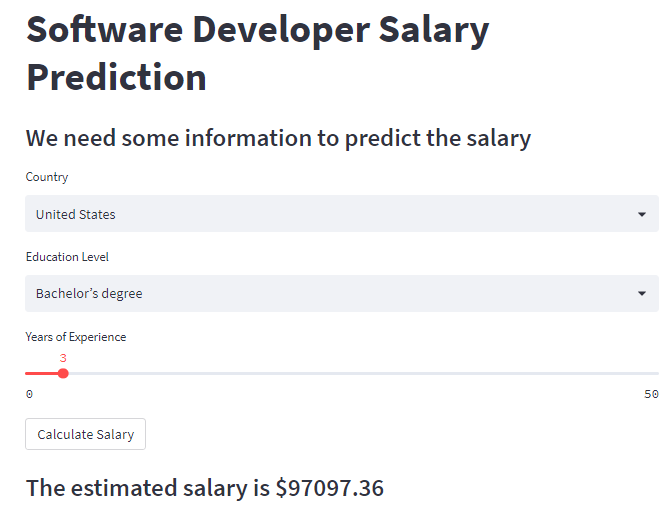 Software Developer Salary
Prediction
We need some information to predict the salary
Country
United States
Education Level
Bachelor’s degree
Years of Experience
3
0 50
Calculate Salary
The estimated salary is $97097.36